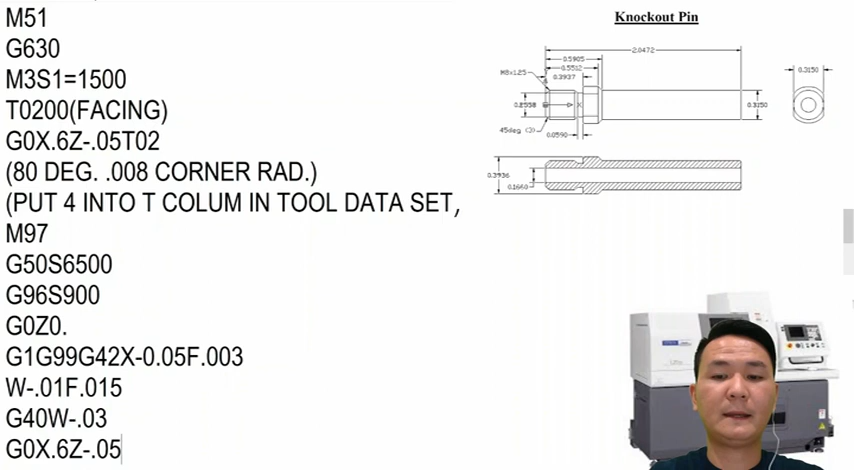 M51
G630
M3S1=1500
T0200(FACING)
G0X.6Z-.05T02
(80 DEG. .008 CORNER RAD.)
(PUT 4 INTO T COLUM IN TOOL DATA SET,
M97
G50S6500
G96S900
G0Z0.
G1G99G42X-0.05F.003
W-.01F.015
G40W-.03
G0X.6Z-.05
Knockout Pin
2.0472
0.5905
0.5512
0.3937
M8x1.25
0.2558
45deg (2)
0.0590
0.3150
0.3150
0.3936
0.1660